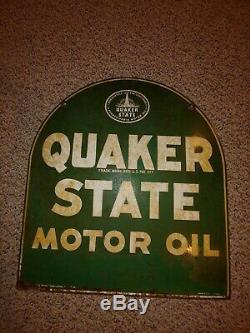 QUAKER
STATE
QUAKER
TRADE MARK REG. U.S. PAT. OFF.
STATE
MOTOR OIL